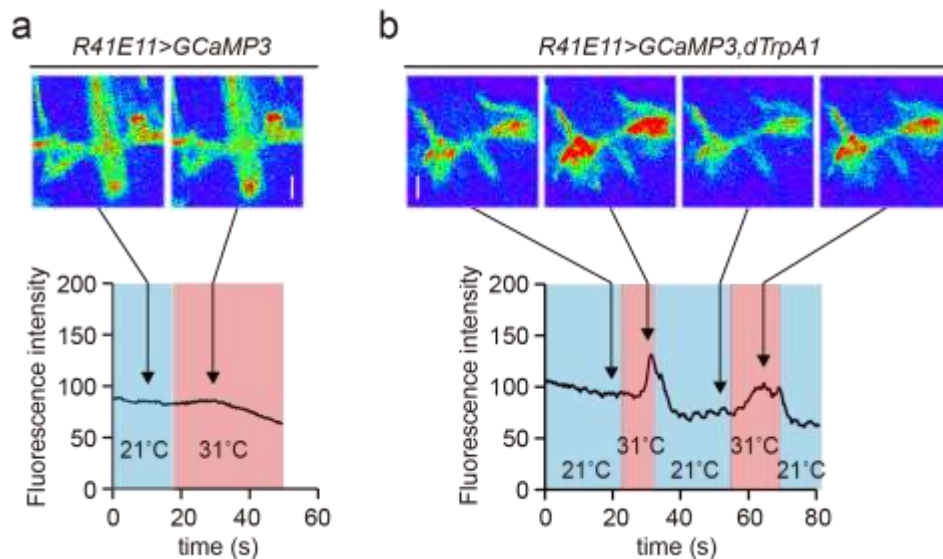 a
R41E11>GCaMP3
Fluorescence intensity
200
150
100
50
0
21°C
31°C
0 20 40 60
time (s)
b
R41E11>GCaMP3,dTrpA1
Fluorescence intensity
200
150
100
50
0
31°C 31°C
21°C 21°C 21°C
0 20 40 60 80
time (s)